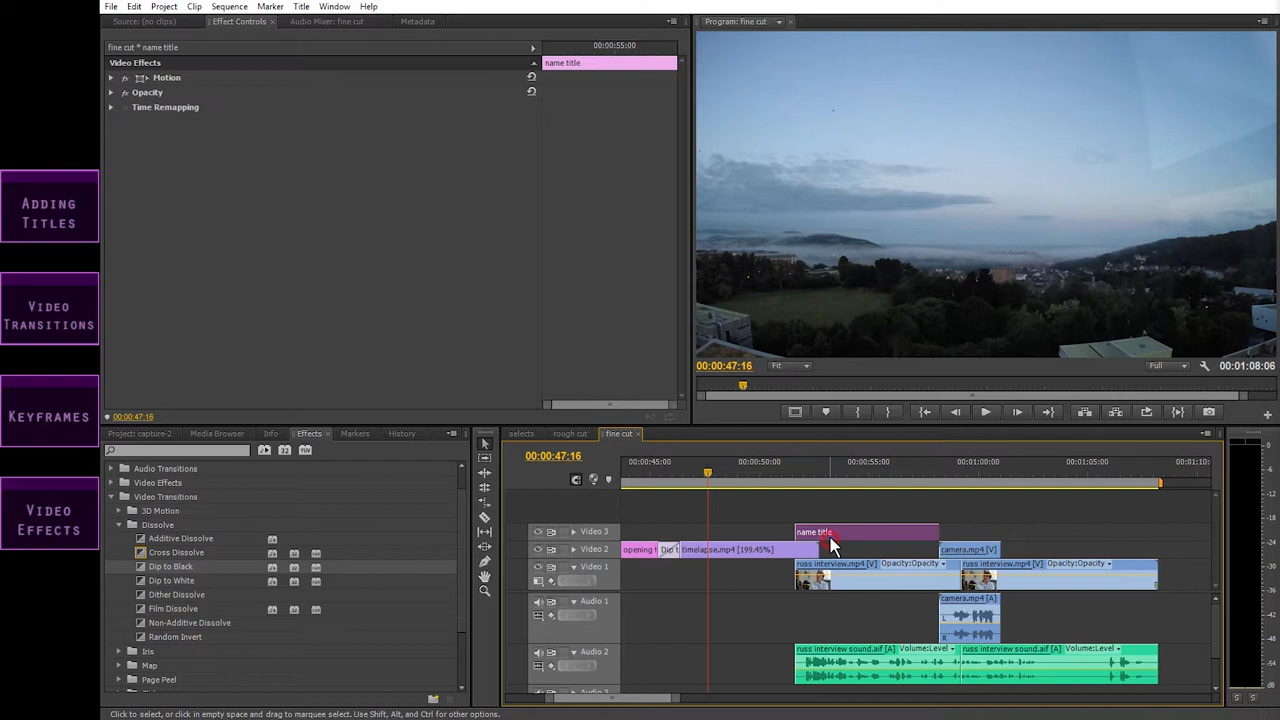 File Edit Project Clip Sequence Marker Title Window Help
Source: (no clips) Effect Controls Audio Mixer: fine cut Metadata
fine cut * name title
00:00:55:00
Video Effects
name title
fx Motion
fx Opacity
Time Remapping
00:00:47:16
Program: fine cut
00:00:47:16 Fit Full 00:01:08:06
Adding
Titles
Video
Transitions
Keyframes
Video
Effects
Project: capture-2 Media Browser Info Effects Markers History
32 YUV
Audio Transitions
Video Effects
Video Transitions
3D Motion
Dissolve
Additive Dissolve
Cross Dissolve
Dip to Black
Dip to White
Dither Dissolve
Film Dissolve
Non-Additive Dissolve
Random Invert
Iris
Map
Page Peel
selects rough cut fine cut
00:00:47:16
00:00:45:00 00:00:50:00 00:00:55:00 00:01:00:00 00:01:05:00 00:01:10:
Video 3 name title
Video 2 opening t Dip t timelapse.mp4 [199.45%] camera.mp4 [V]
Video 1 russ interview.mp4 [V] Opacity:Opacity russ interview.mp4 [V] Opacity:Opacity
Audio 1 camera.mp4 [A]
L
R
Audio 2 russ interview sound.aif [A] Volume:Level russ interview sound.aif [A] Volume:Level
Audio 3
0
-6
S S
Click to select, or click in empty space and drag to marquee select. Use Shift, Alt, and Ctrl for other options.